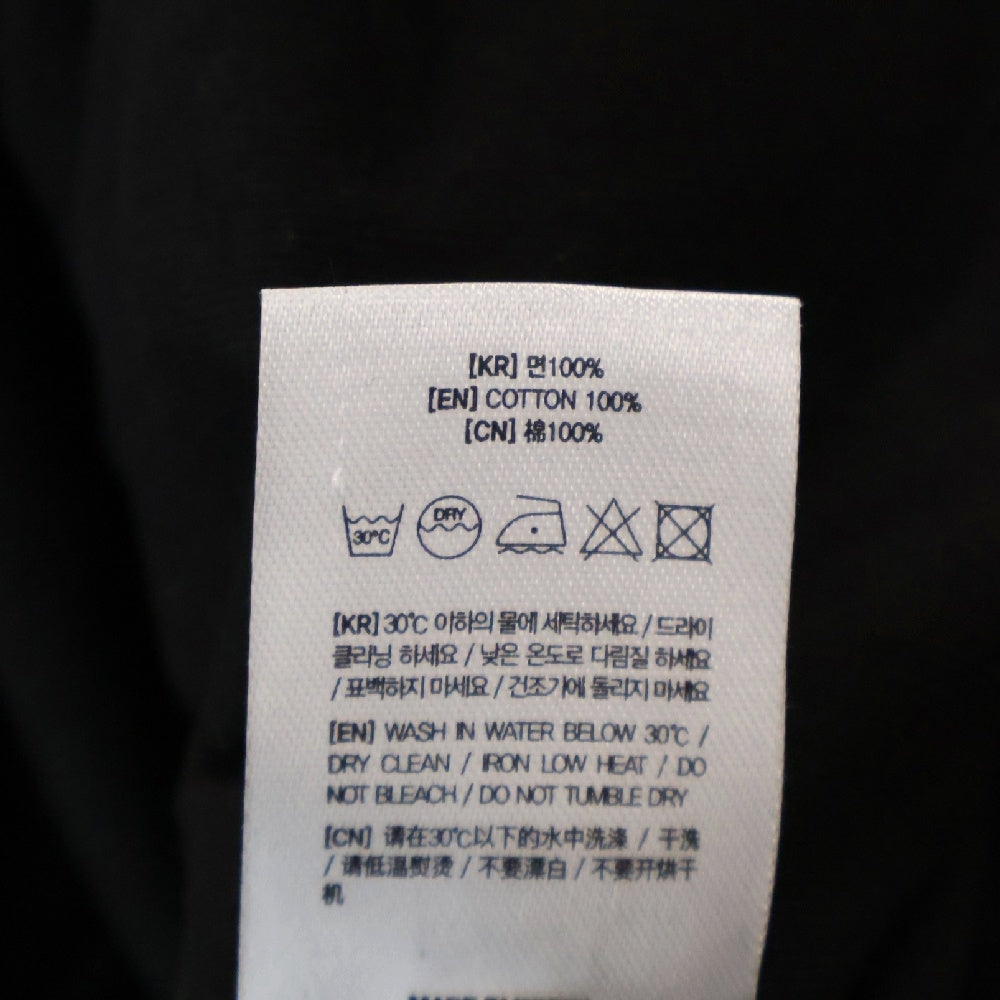 [KR] 면100%
[EN] COTTON 100%
[CN] 棉100%
30°C
DRY
[KR] 30℃ 이하의 물에 세탁하세요 / 드라이
클리닝 하세요 / 낮은 온도로 다림질 하세요
/ 표백하지 마세요 / 건조기에 돌리지 마세요
[EN] WASH IN WATER BELOW 30℃ /
DRY CLEAN / IRON LOW HEAT / DO
NOT BLEACH / DO NOT TUMBLE DRY
[CN] 请在30℃以下的水中洗涤 / 干洗
/ 请低温熨烫 / 不要漂白 / 不要开烘干
机